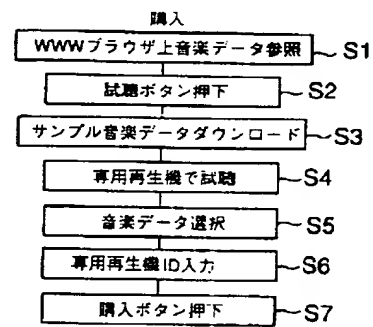 購入
WWWブラウザ上音楽データ参照 S1
試聴ボタン押下 S2
サンプル音楽データダウンロード S3
専用再生機で試聴 S4
音楽データ選択 S5
専用再生機ID入力 S6
購入ボタン押下 S7